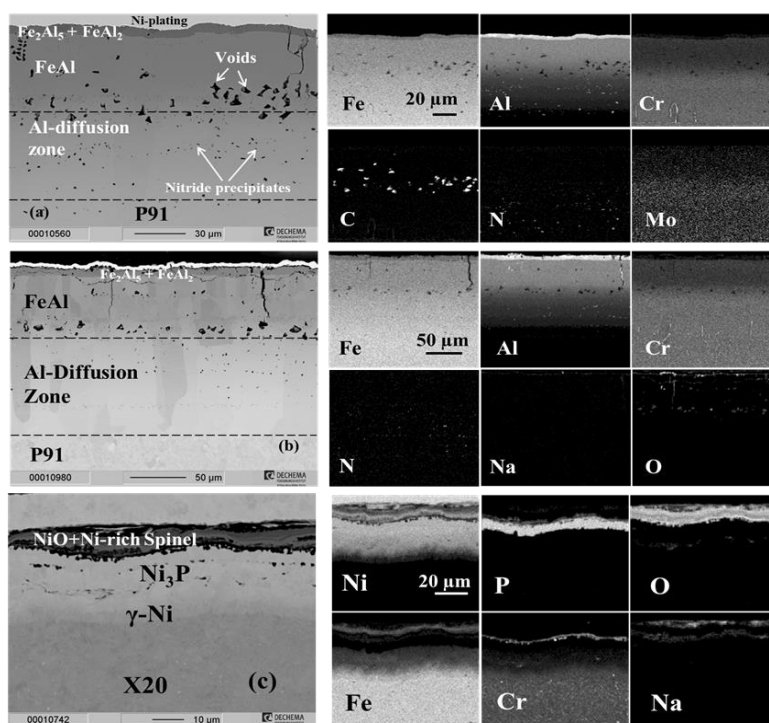 Ni-plating
Fe₂Al₅ + FeAl₂
FeAl
Voids
Al-diffusion
zone
Nitride precipitates
P91
(a)
00010560
30 µm
DECHEMA
Fe
20 µm
Al
Cr
C
N
Mo
Fe₂Al₅ + FeAl₂
FeAl
Al-Diffusion
Zone
P91
(b)
00010980
50 µm
DECHEMA
Fe
50 µm
Al
Cr
N
Na
O
NiO+Ni-rich Spinel
Ni₃P
γ-Ni
X20
(c)
00010742
10 µm
DECHEMA
Ni
20 µm
P
O
Fe
Cr
Na